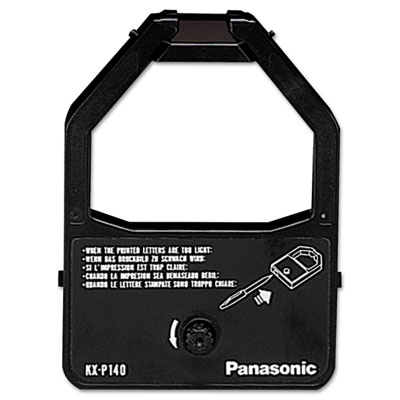 •WHEN THE PRINTED LETTERS ARE TOO LIGHT:
•WENN DAS DRUCKBILD ZU SCHWACH WIRD:
•SI L'IMPRESSION EST TROP CLAIRE:
•CUANDO LA IMPRESION SEA DEMASIADO DEBIL:
•QUANDO LE LETTERE STAMPATE SONO TROPPO CHIARE:
KX-P140
Panasonic